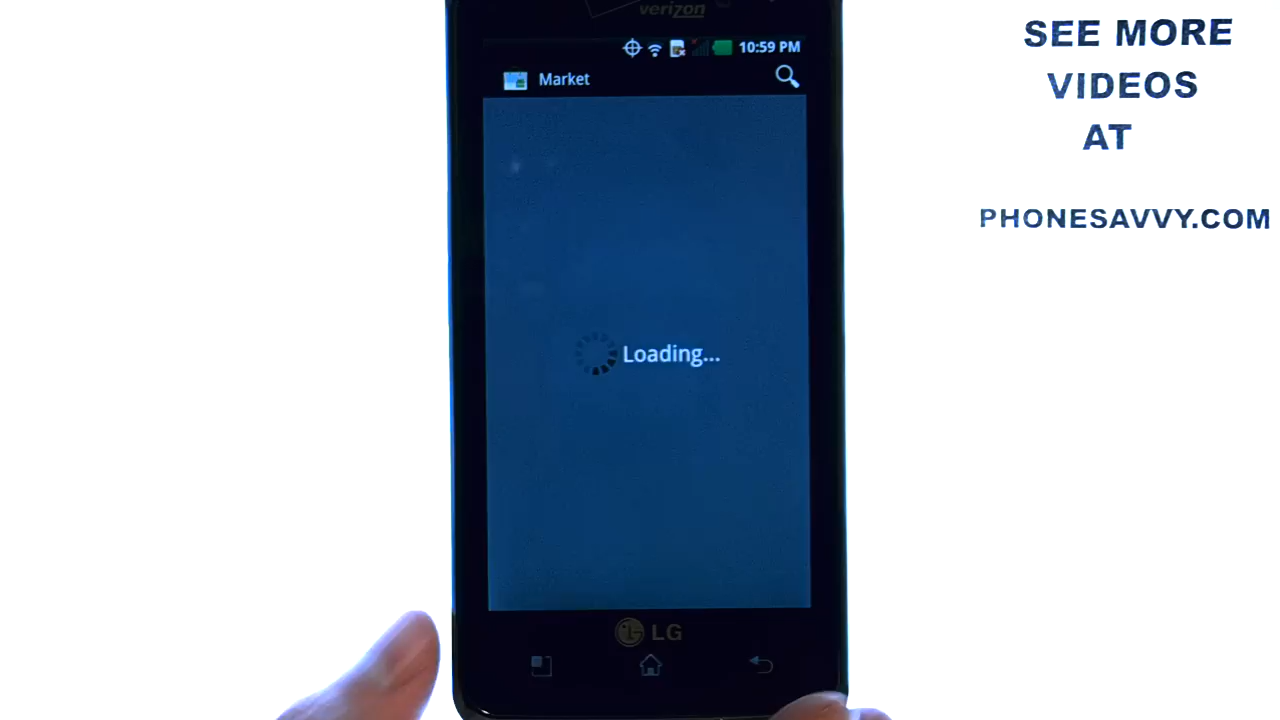 verizon
10:59 PM
Market
Loading...
LG
SEE MORE
VIDEOS
AT
PHONESAVVY.COM